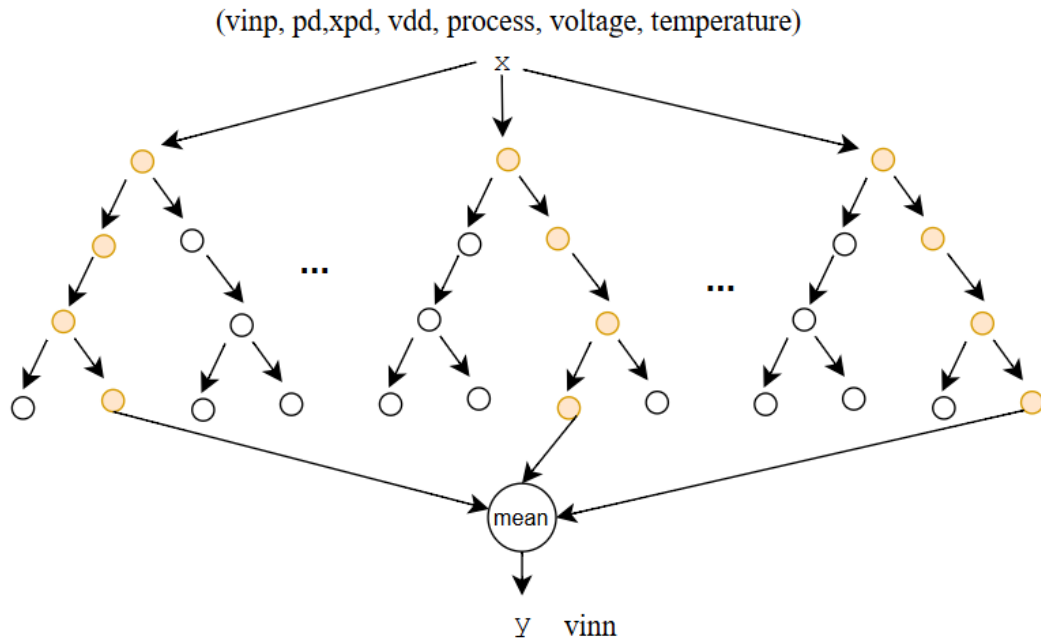 (vinp, pd,xpd, vdd, process, voltage, temperature)
x
... ...
mean
y vinn